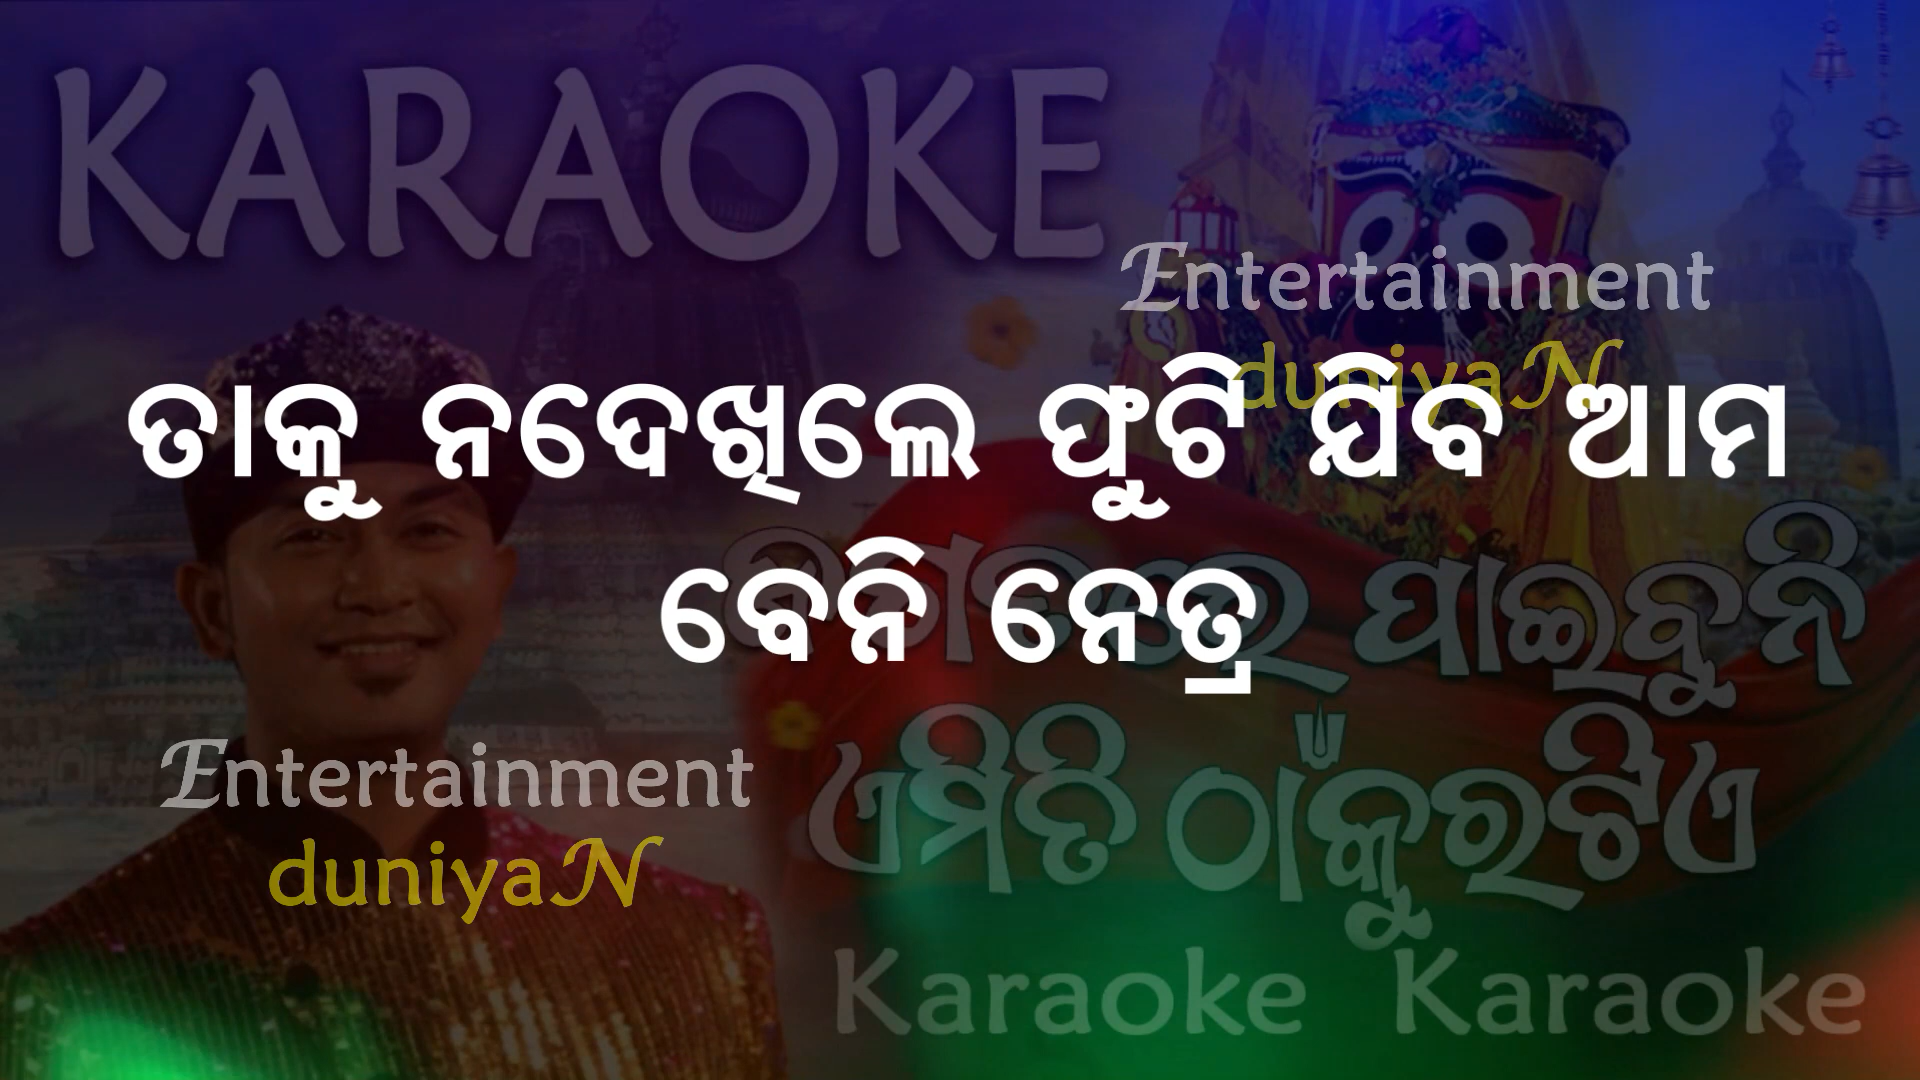 KARAOKE
Entertainment
duniyaN
ତାକୁ ନଦେଖିଲେ ଫୁଟି ଯିବ ଆମ
ବେନି ନେତ୍ର
ପାଇବୁନି
ଏମିତି ଠାକୁରଟିଏ
Entertainment
duniyaN
Karaoke Karaoke